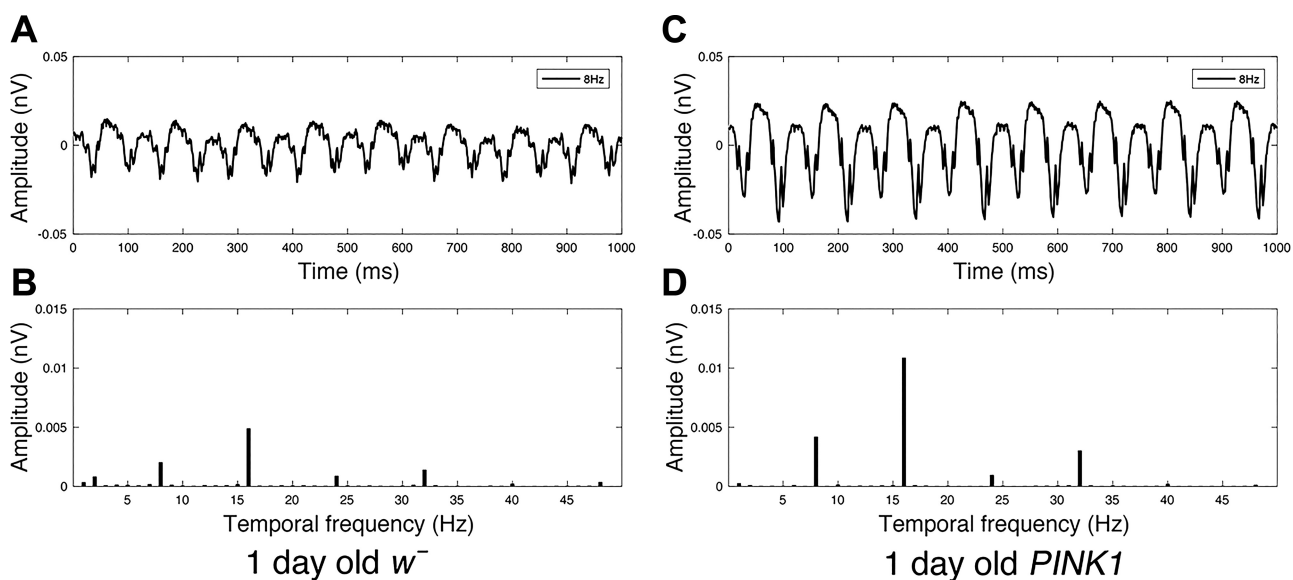 A
0.05
8Hz
Amplitude (nV)
0
-0.05
0 100 200 300 400 500 600 700 800 900 1000
Time (ms)
B
0.015
0.01
Amplitude (nV)
0.005
0
5 10 15 20 25 30 35 40 45
Temporal frequency (Hz)
1 day old w⁻
C
0.05
8Hz
Amplitude (nV)
0
-0.05
0 100 200 300 400 500 600 700 800 900 1000
Time (ms)
D
0.015
0.01
Amplitude (nV)
0.005
0
5 10 15 20 25 30 35 40 45
Temporal frequency (Hz)
1 day old PINK1